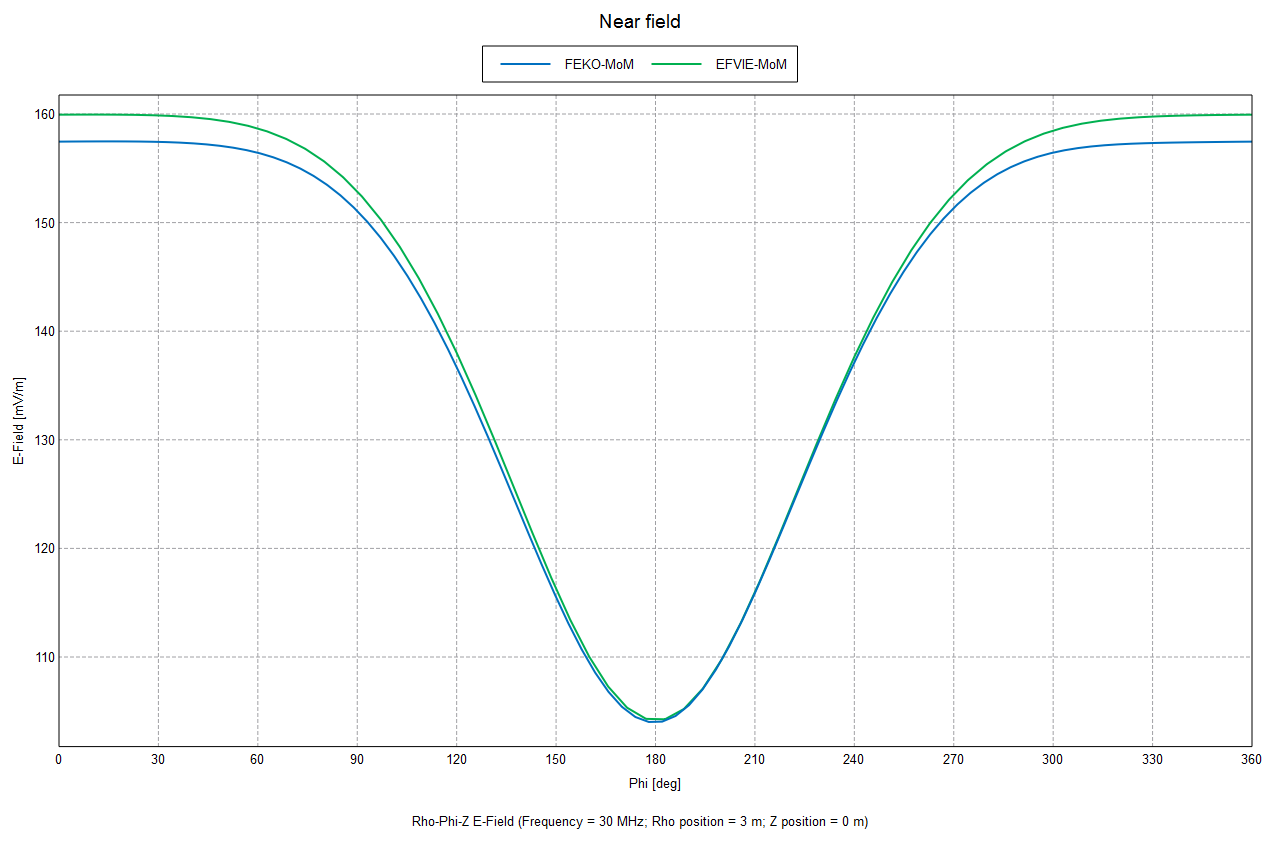 Near field
FEKO-MoM EFVIE-MoM
160
150
140
130
120
110
E-Field [mV/m]
0 30 60 90 120 150 180 210 240 270 300 330 360
Phi [deg]
Rho-Phi-Z E-Field (Frequency = 30 MHz; Rho position = 3 m; Z position = 0 m)